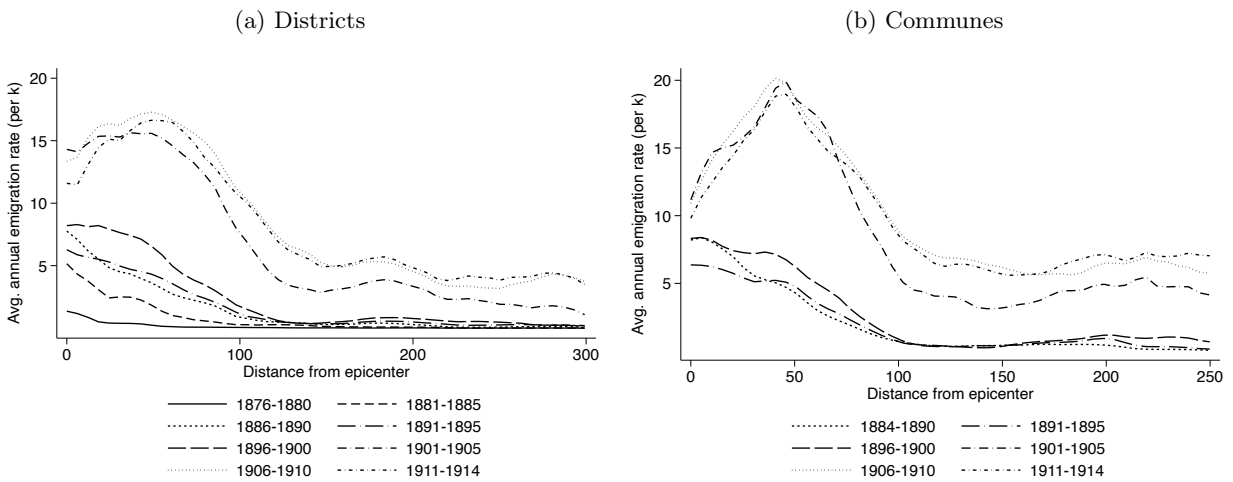 (a) Districts
Avg. annual emigration rate (per k)
20
15
10
5
0 100 200 300
Distance from epicenter
1876-1880 1881-1885
1886-1890 1891-1895
1896-1900 1901-1905
1906-1910 1911-1914
(b) Communes
Avg. annual emigration rate (per k)
20
15
10
5
0 50 100 150 200 250
Distance from epicenter
1884-1890 1891-1895
1896-1900 1901-1905
1906-1910 1911-1914